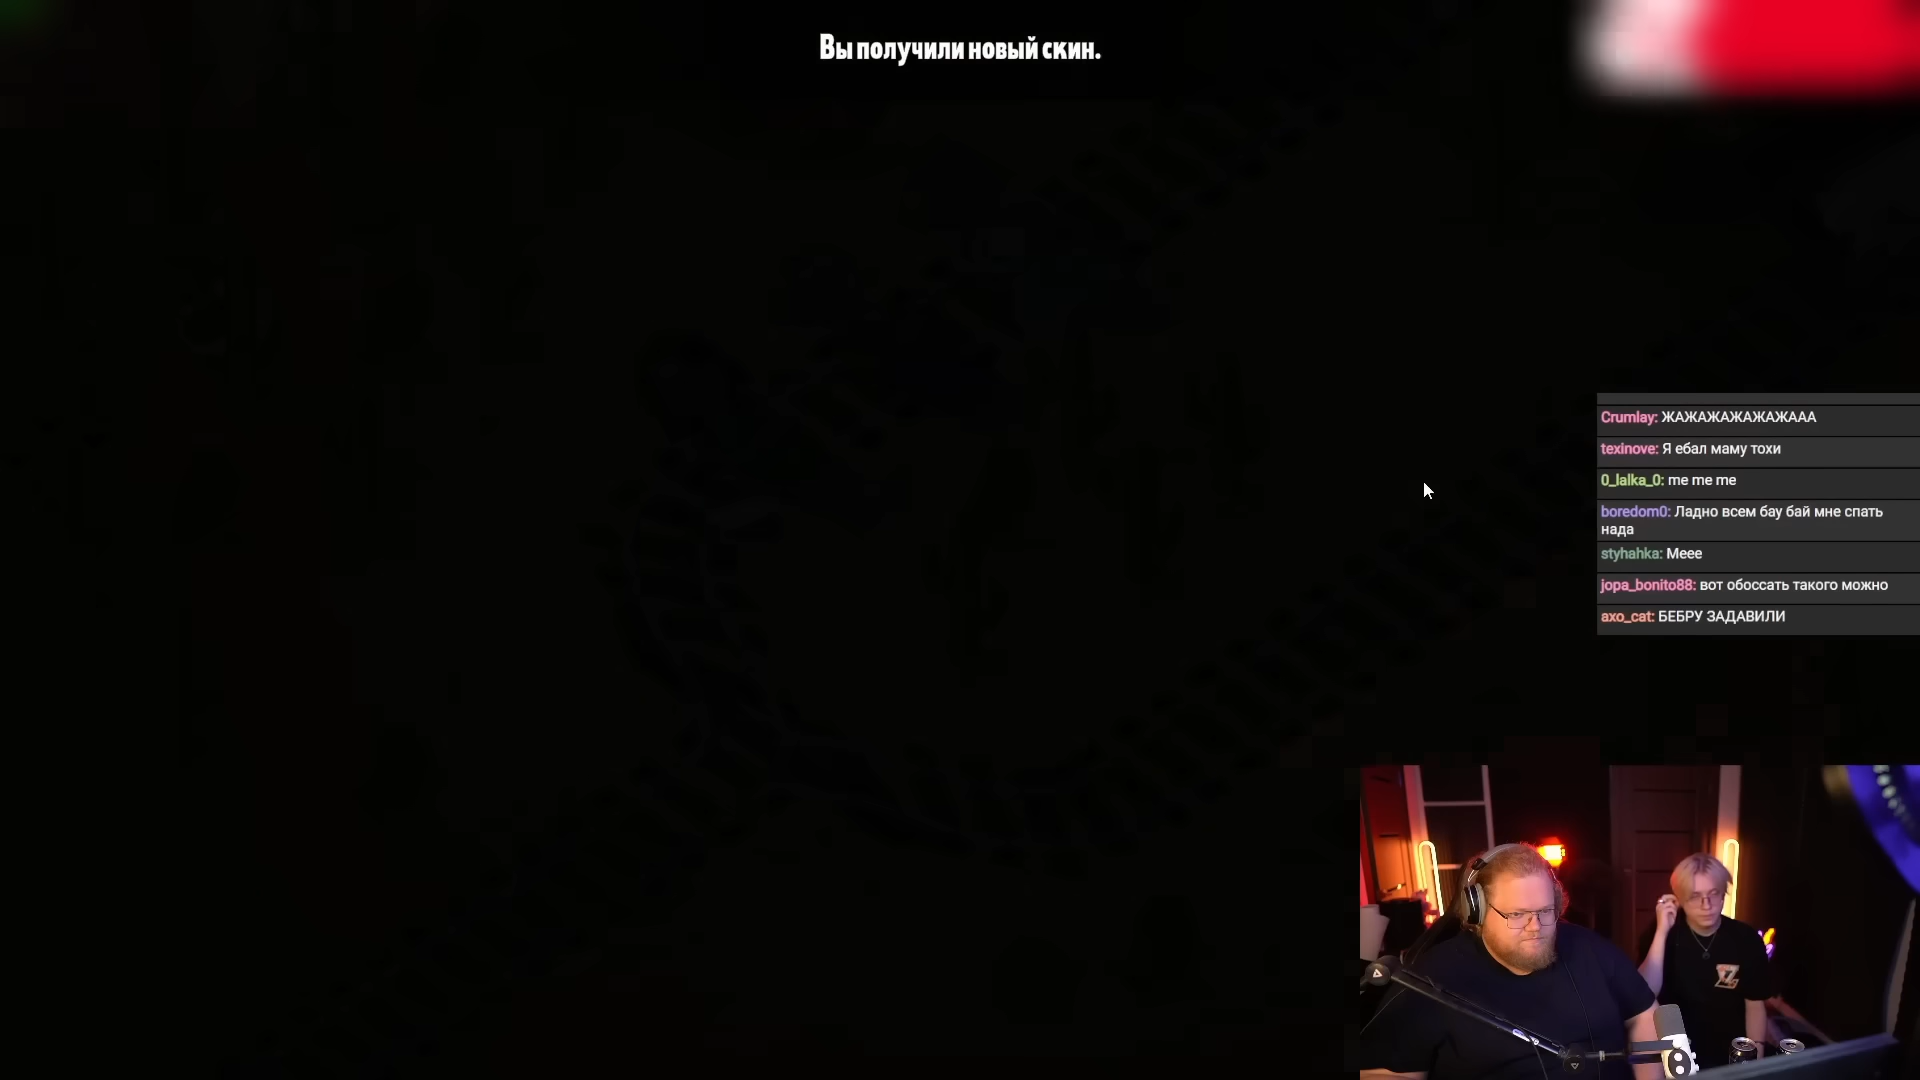 Вы получили новый скин.
Crumlay: ЖАЖАЖАЖАЖАЖААА
texinove: Я ебал маму тохи
0_lalka_0: me me me
boredom0: Ладно всем бау бай мне спать
нада
styhahka: Меее
jopa_bonito88: вот обоссать такого можно
axo_cat: БЕБРУ ЗАДАВИЛИ